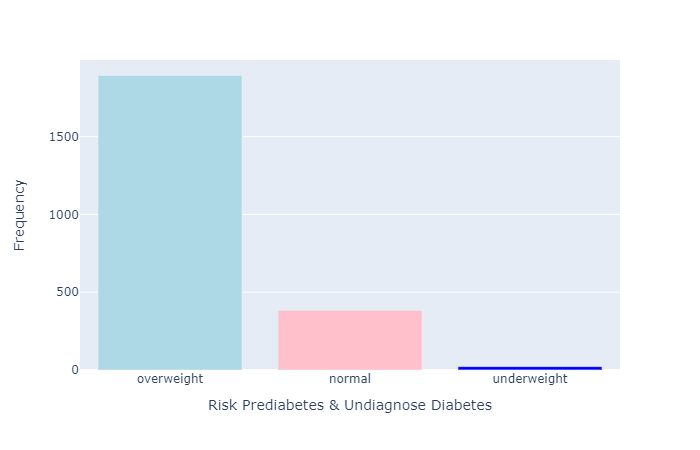 1500
1000
500
0
Frequency
overweight normal underweight
Risk Prediabetes & Undiagnose Diabetes